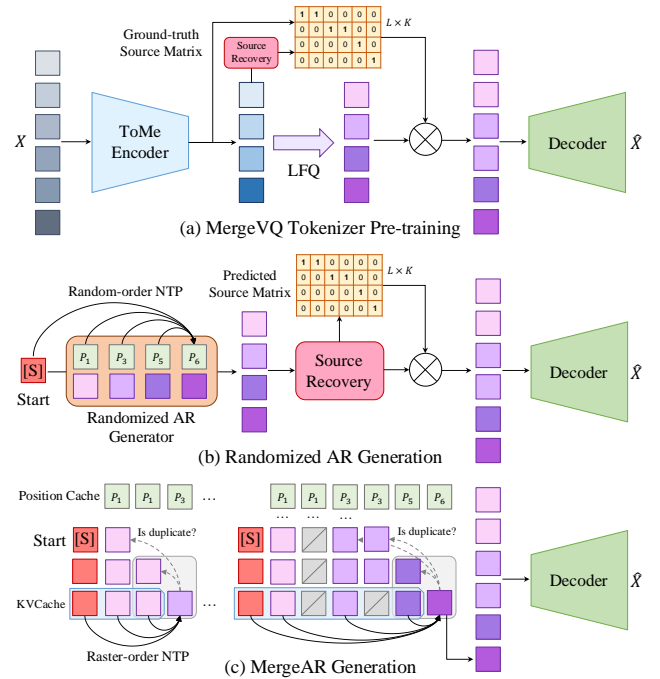 Ground-truth
Source Matrix
Source
Recovery
1 1 0 0 0 0
0 0 1 1 0 0
0 0 0 0 1 0
0 0 0 0 0 1
L × K
X
ToMe
Encoder
LFQ
Decoder
X̂
(a) MergeVQ Tokenizer Pre-training
Random-order NTP
Predicted
Source Matrix
1 1 0 0 0 0
0 0 1 1 0 0
0 0 0 0 1 0
0 0 0 0 0 1
L × K
[S]
Start
P1 P3 P5 P6
Randomized AR
Generator
Source
Recovery
Decoder
X̂
(b) Randomized AR Generation
Position Cache P1 P1 P3 … P1 P1 P3 P3 P5 P6
… … …
Start [S] Is duplicate? [S] Is duplicate?
KVCache …
Raster-order NTP
Decoder
X̂
(c) MergeAR Generation